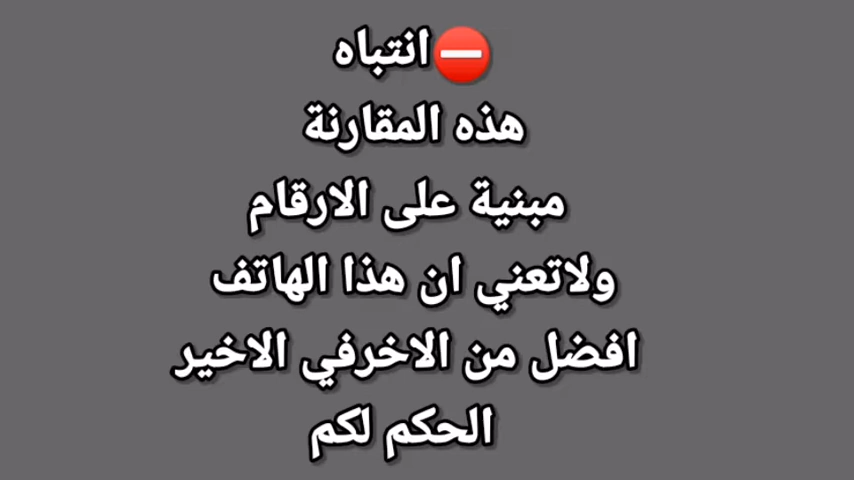 ⛔انتباه
هذه المقارنة
مبنية على الارقام
ولاتعني ان هذا الهاتف
افضل من الاخرفي الاخير
الحكم لكم